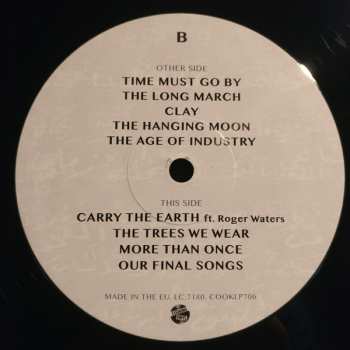 B
OTHER SIDE
TIME MUST GO BY
THE LONG MARCH
CLAY
THE HANGING MOON
THE AGE OF INDUSTRY
THIS SIDE
CARRY THE EARTH ft. Roger Waters
THE TREES WE WEAR
MORE THAN ONCE
OUR FINAL SONGS
MADE IN THE EU. LC 7180. COOKLP706